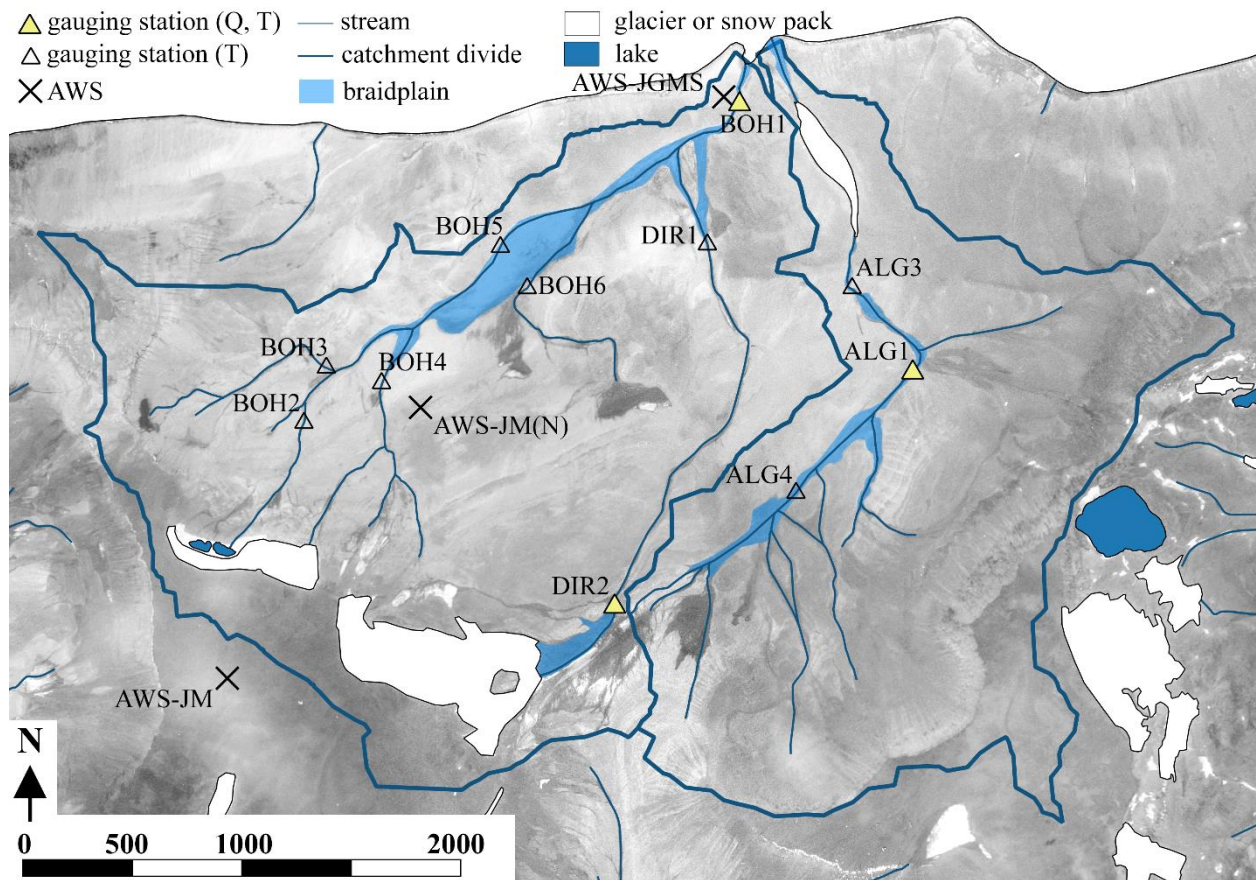 gauging station (Q, T)
stream
glacier or snow pack
gauging station (T)
catchment divide
lake
AWS
braidplain
AWS-JGMS
BOH1
BOH5
DIR1
BOH6
ALG3
BOH3
BOH4
ALG1
BOH2
AWS-JM(N)
ALG4
DIR2
AWS-JM
N
0 500 1000 2000